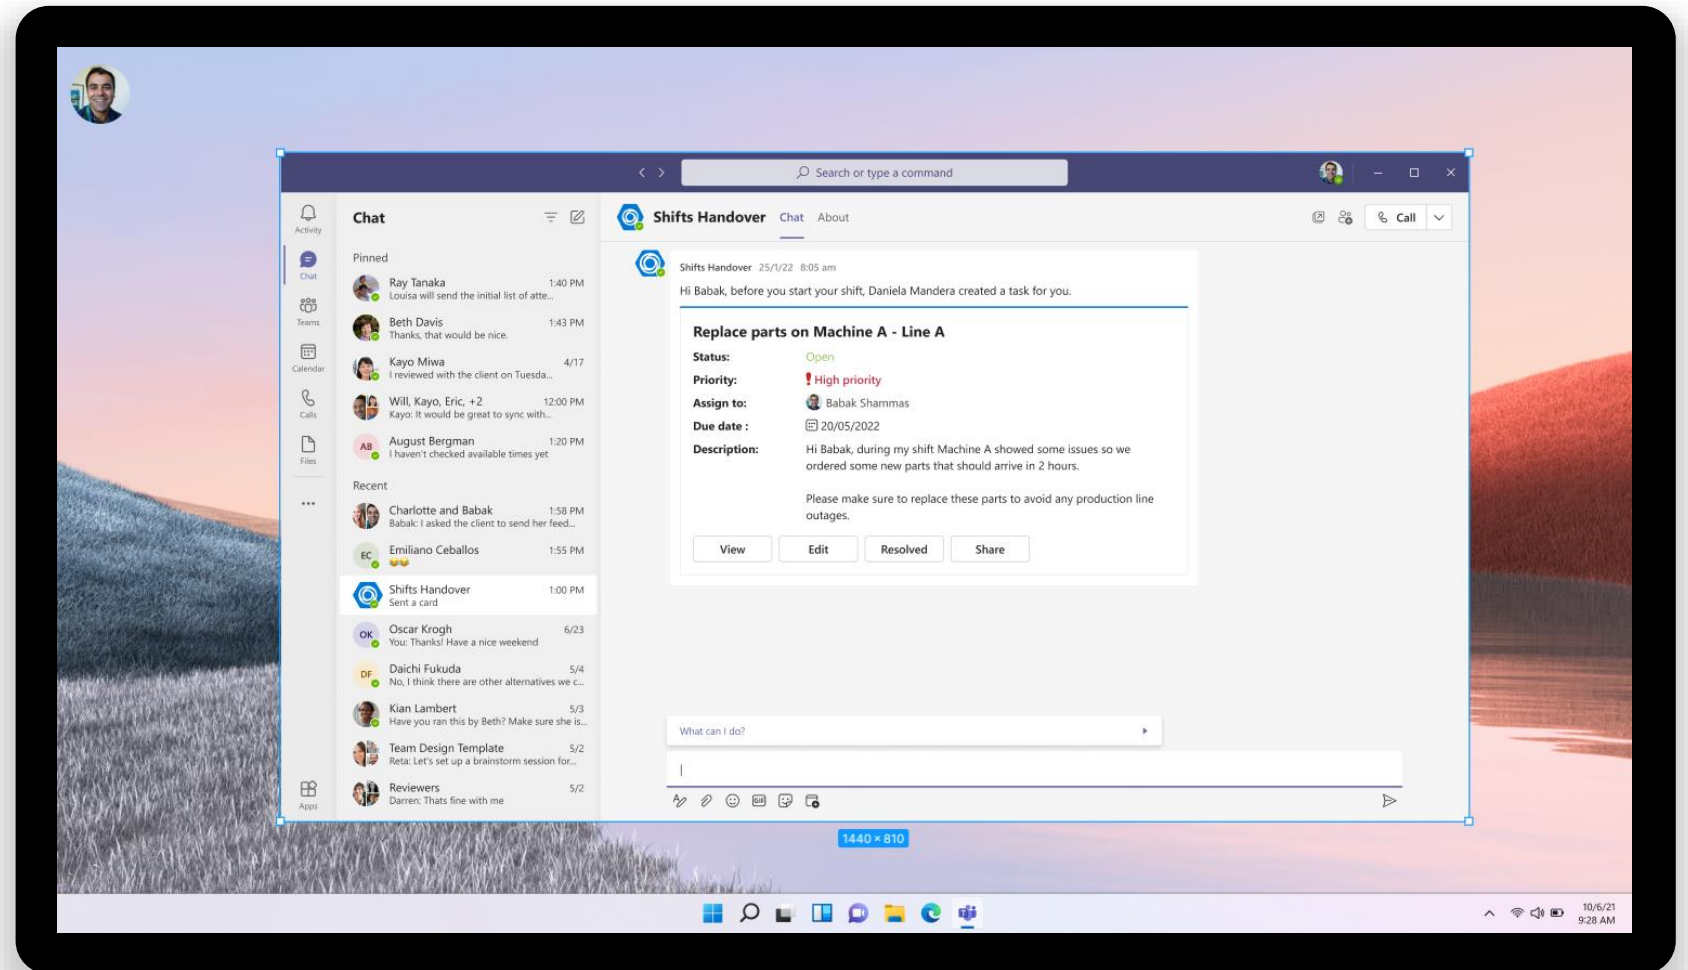 Search or type a command
Activity
Chat
Teams
Calendar
Calls
Files
Apps
Chat
Pinned
Ray Tanaka 1:40 PM
Louisa will send the initial list of atte...
Beth Davis 1:43 PM
Thanks, that would be nice.
Kayo Miwa 4/17
I reviewed with the client on Tuesda...
Will, Kayo, Eric, +2 12:00 PM
Kayo: It would be great to sync with...
AB
August Bergman 1:20 PM
I haven't checked available times yet
Recent
Charlotte and Babak 1:58 PM
Babak: I asked the client to send her feed...
EC
Emiliano Ceballos 1:55 PM
😂😂
Shifts Handover 1:00 PM
Sent a card
OK
Oscar Krogh 6/23
You: Thanks! Have a nice weekend
DF
Daichi Fukuda 5/4
No, I think there are other alternatives we c...
Kian Lambert 5/3
Have you ran this by Beth? Make sure she is...
Team Design Template 5/2
Reta: Let's set up a brainstorm session for...
Reviewers 5/2
Darren: Thats fine with me
Shifts Handover Chat About
Call
Shifts Handover 25/1/22 8:05 am
Hi Babak, before you start your shift, Daniela Mandera created a task for you.
Replace parts on Machine A - Line A
Status: Open
Priority: High priority
Assign to: Babak Shammas
Due date : 20/05/2022
Description: Hi Babak, during my shift Machine A showed some issues so we
ordered some new parts that should arrive in 2 hours.
Please make sure to replace these parts to avoid any production line
outages.
View Edit Resolved Share
What can I do?
GIF
1440 × 810
10/6/21
9:28 AM